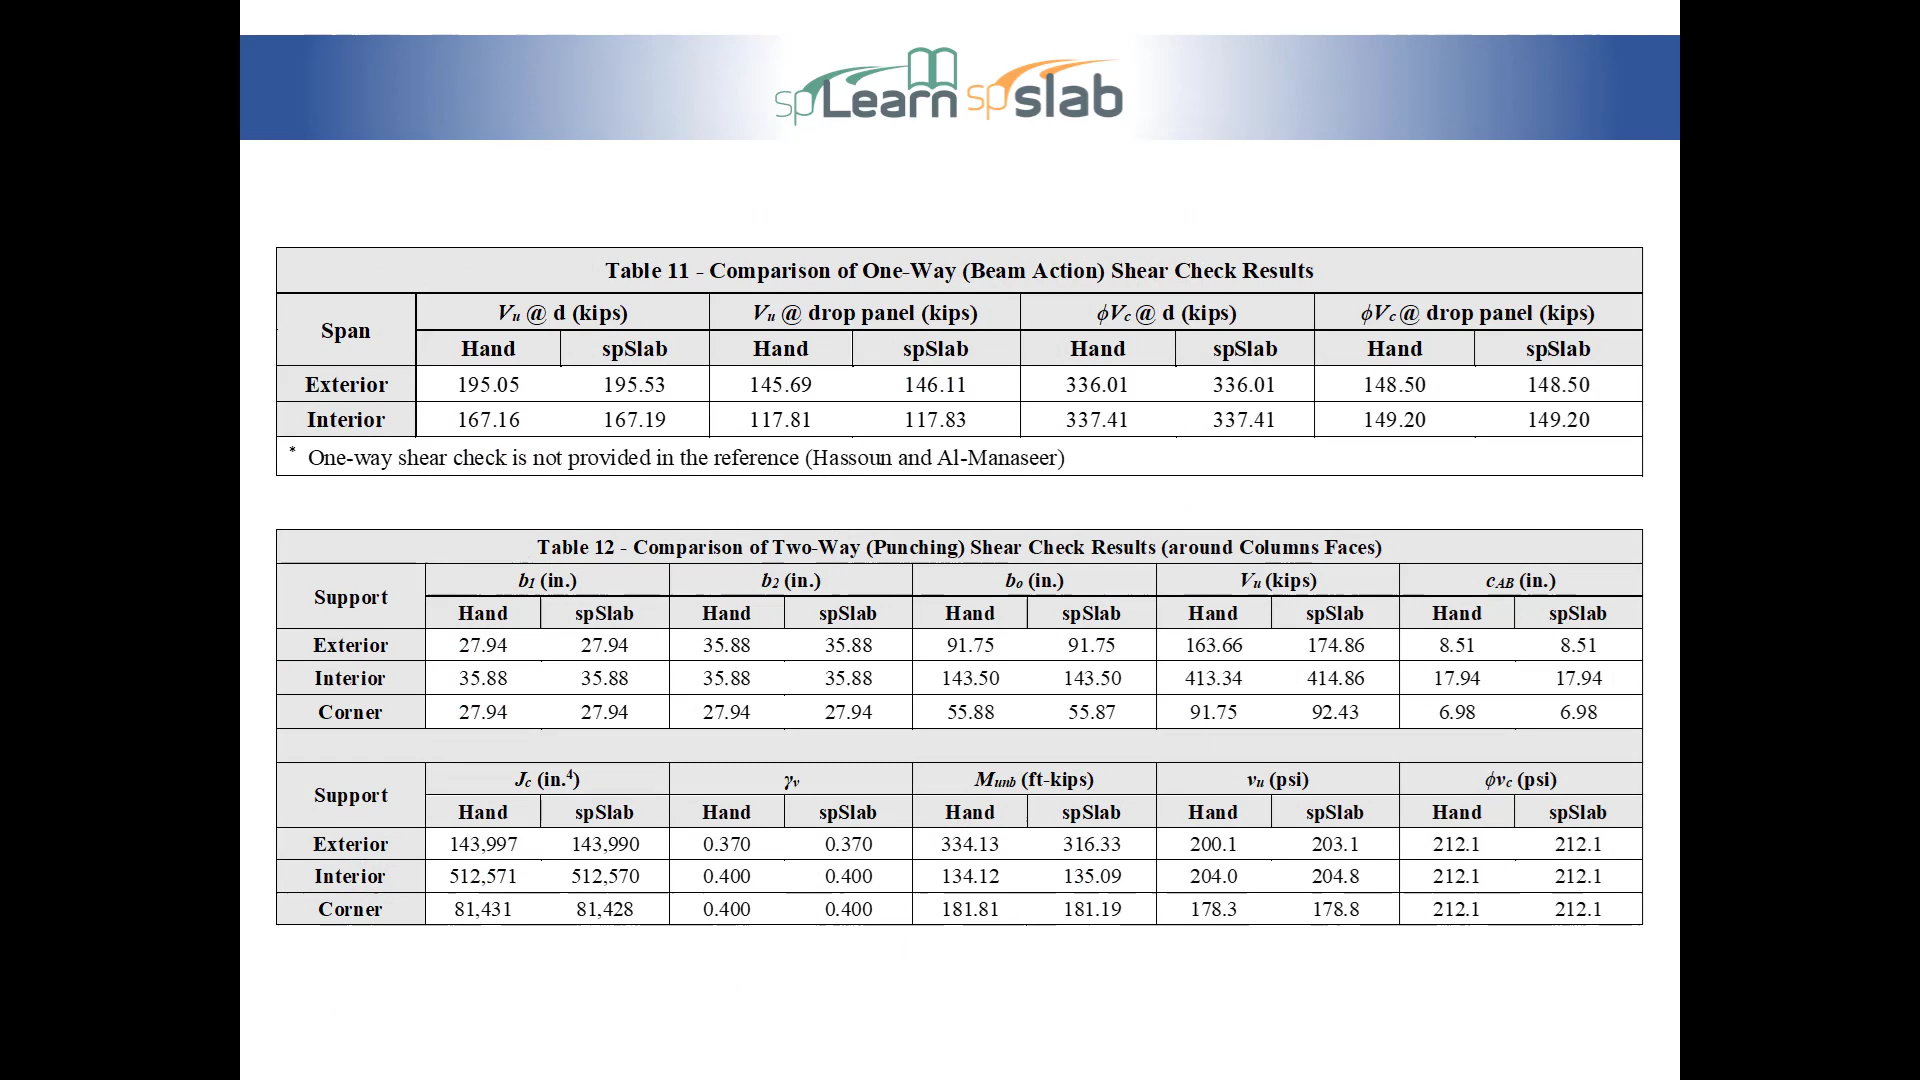 spLearn spslab
Table 11 - Comparison of One-Way (Beam Action) Shear Check Results
Span Vu @ d (kips) Vu @ drop panel (kips) ϕVc @ d (kips) ϕVc @ drop panel (kips)
Hand spSlab Hand spSlab Hand spSlab Hand spSlab
Exterior 195.05 195.53 145.69 146.11 336.01 336.01 148.50 148.50
Interior 167.16 167.19 117.81 117.83 337.41 337.41 149.20 149.20
* One-way shear check is not provided in the reference (Hassoun and Al-Manaseer)
Table 12 - Comparison of Two-Way (Punching) Shear Check Results (around Columns Faces)
Support b1 (in.) b2 (in.) bo (in.) Vu (kips) cAB (in.)
Hand spSlab Hand spSlab Hand spSlab Hand spSlab Hand spSlab
Exterior 27.94 27.94 35.88 35.88 91.75 91.75 163.66 174.86 8.51 8.51
Interior 35.88 35.88 35.88 35.88 143.50 143.50 413.34 414.86 17.94 17.94
Corner 27.94 27.94 27.94 27.94 55.88 55.87 91.75 92.43 6.98 6.98
Support Jc (in.⁴) γv Munb (ft-kips) vu (psi) ϕvc (psi)
Hand spSlab Hand spSlab Hand spSlab Hand spSlab Hand spSlab
Exterior 143,997 143,990 0.370 0.370 334.13 316.33 200.1 203.1 212.1 212.1
Interior 512,571 512,570 0.400 0.400 134.12 135.09 204.0 204.8 212.1 212.1
Corner 81,431 81,428 0.400 0.400 181.81 181.19 178.3 178.8 212.1 212.1